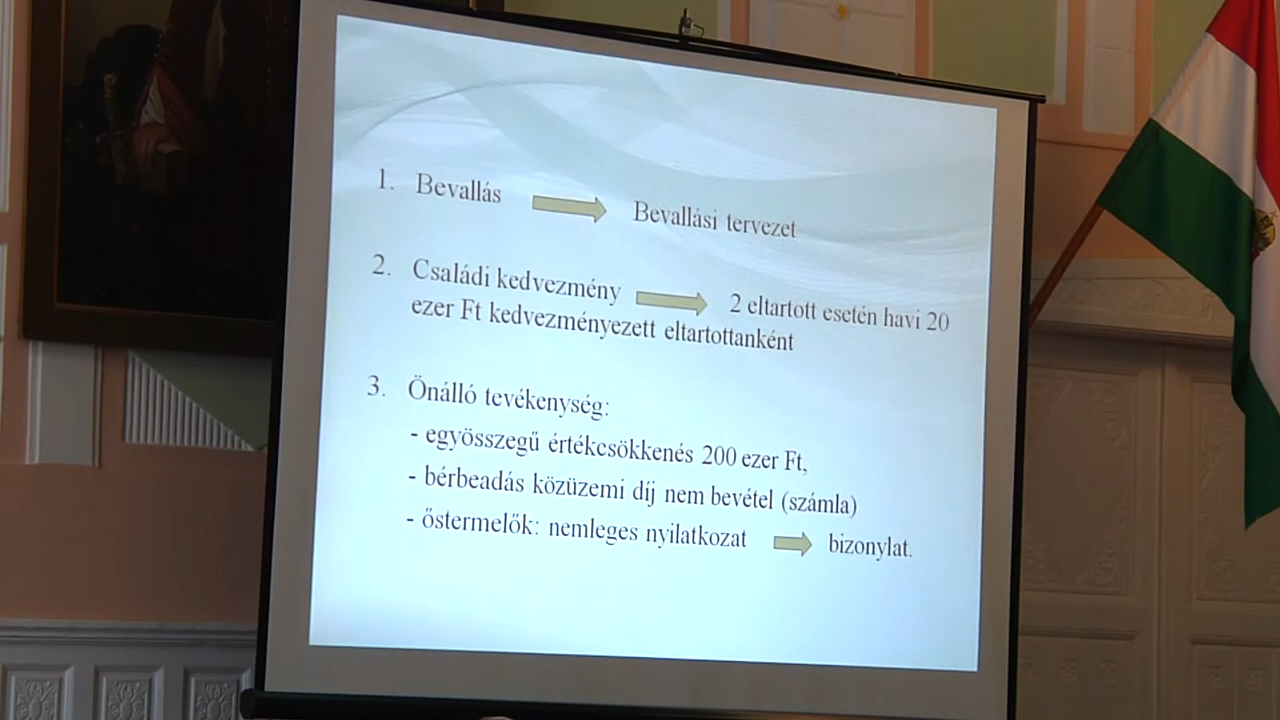 1. Bevallás Bevallási tervezet
2. Családi kedvezmény 2 eltartott esetén havi 20
ezer Ft kedvezményezett eltartottanként
3. Önálló tevékenység:
- egyösszegű értékcsökkenés 200 ezer Ft,
- bérbeadás közüzemi díj nem bevétel (számla)
- őstermelők: nemleges nyilatkozat bizonylat.